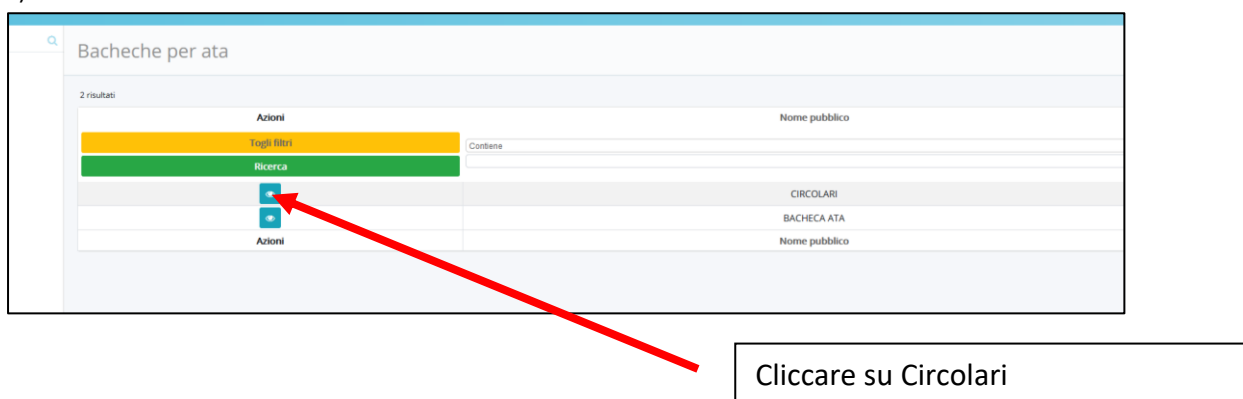 Bacheche per ata
2 risultati
Azioni Nome pubblico
Togli filtri Contiene
Ricerca
CIRCOLARI
BACHECA ATA
Azioni Nome pubblico
Cliccare su Circolari